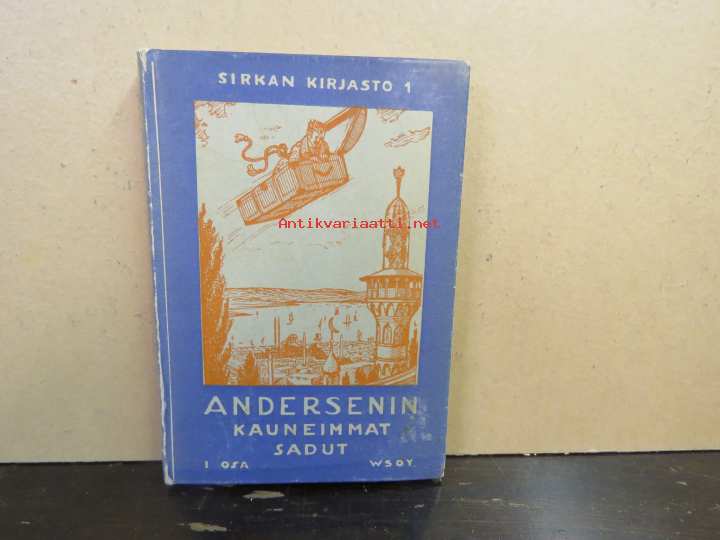 SIRKAN KIRJASTO 1
Antikvariaatti.net
ANDERSENIN
KAUNEIMMAT
SADUT
I OSA WSOY